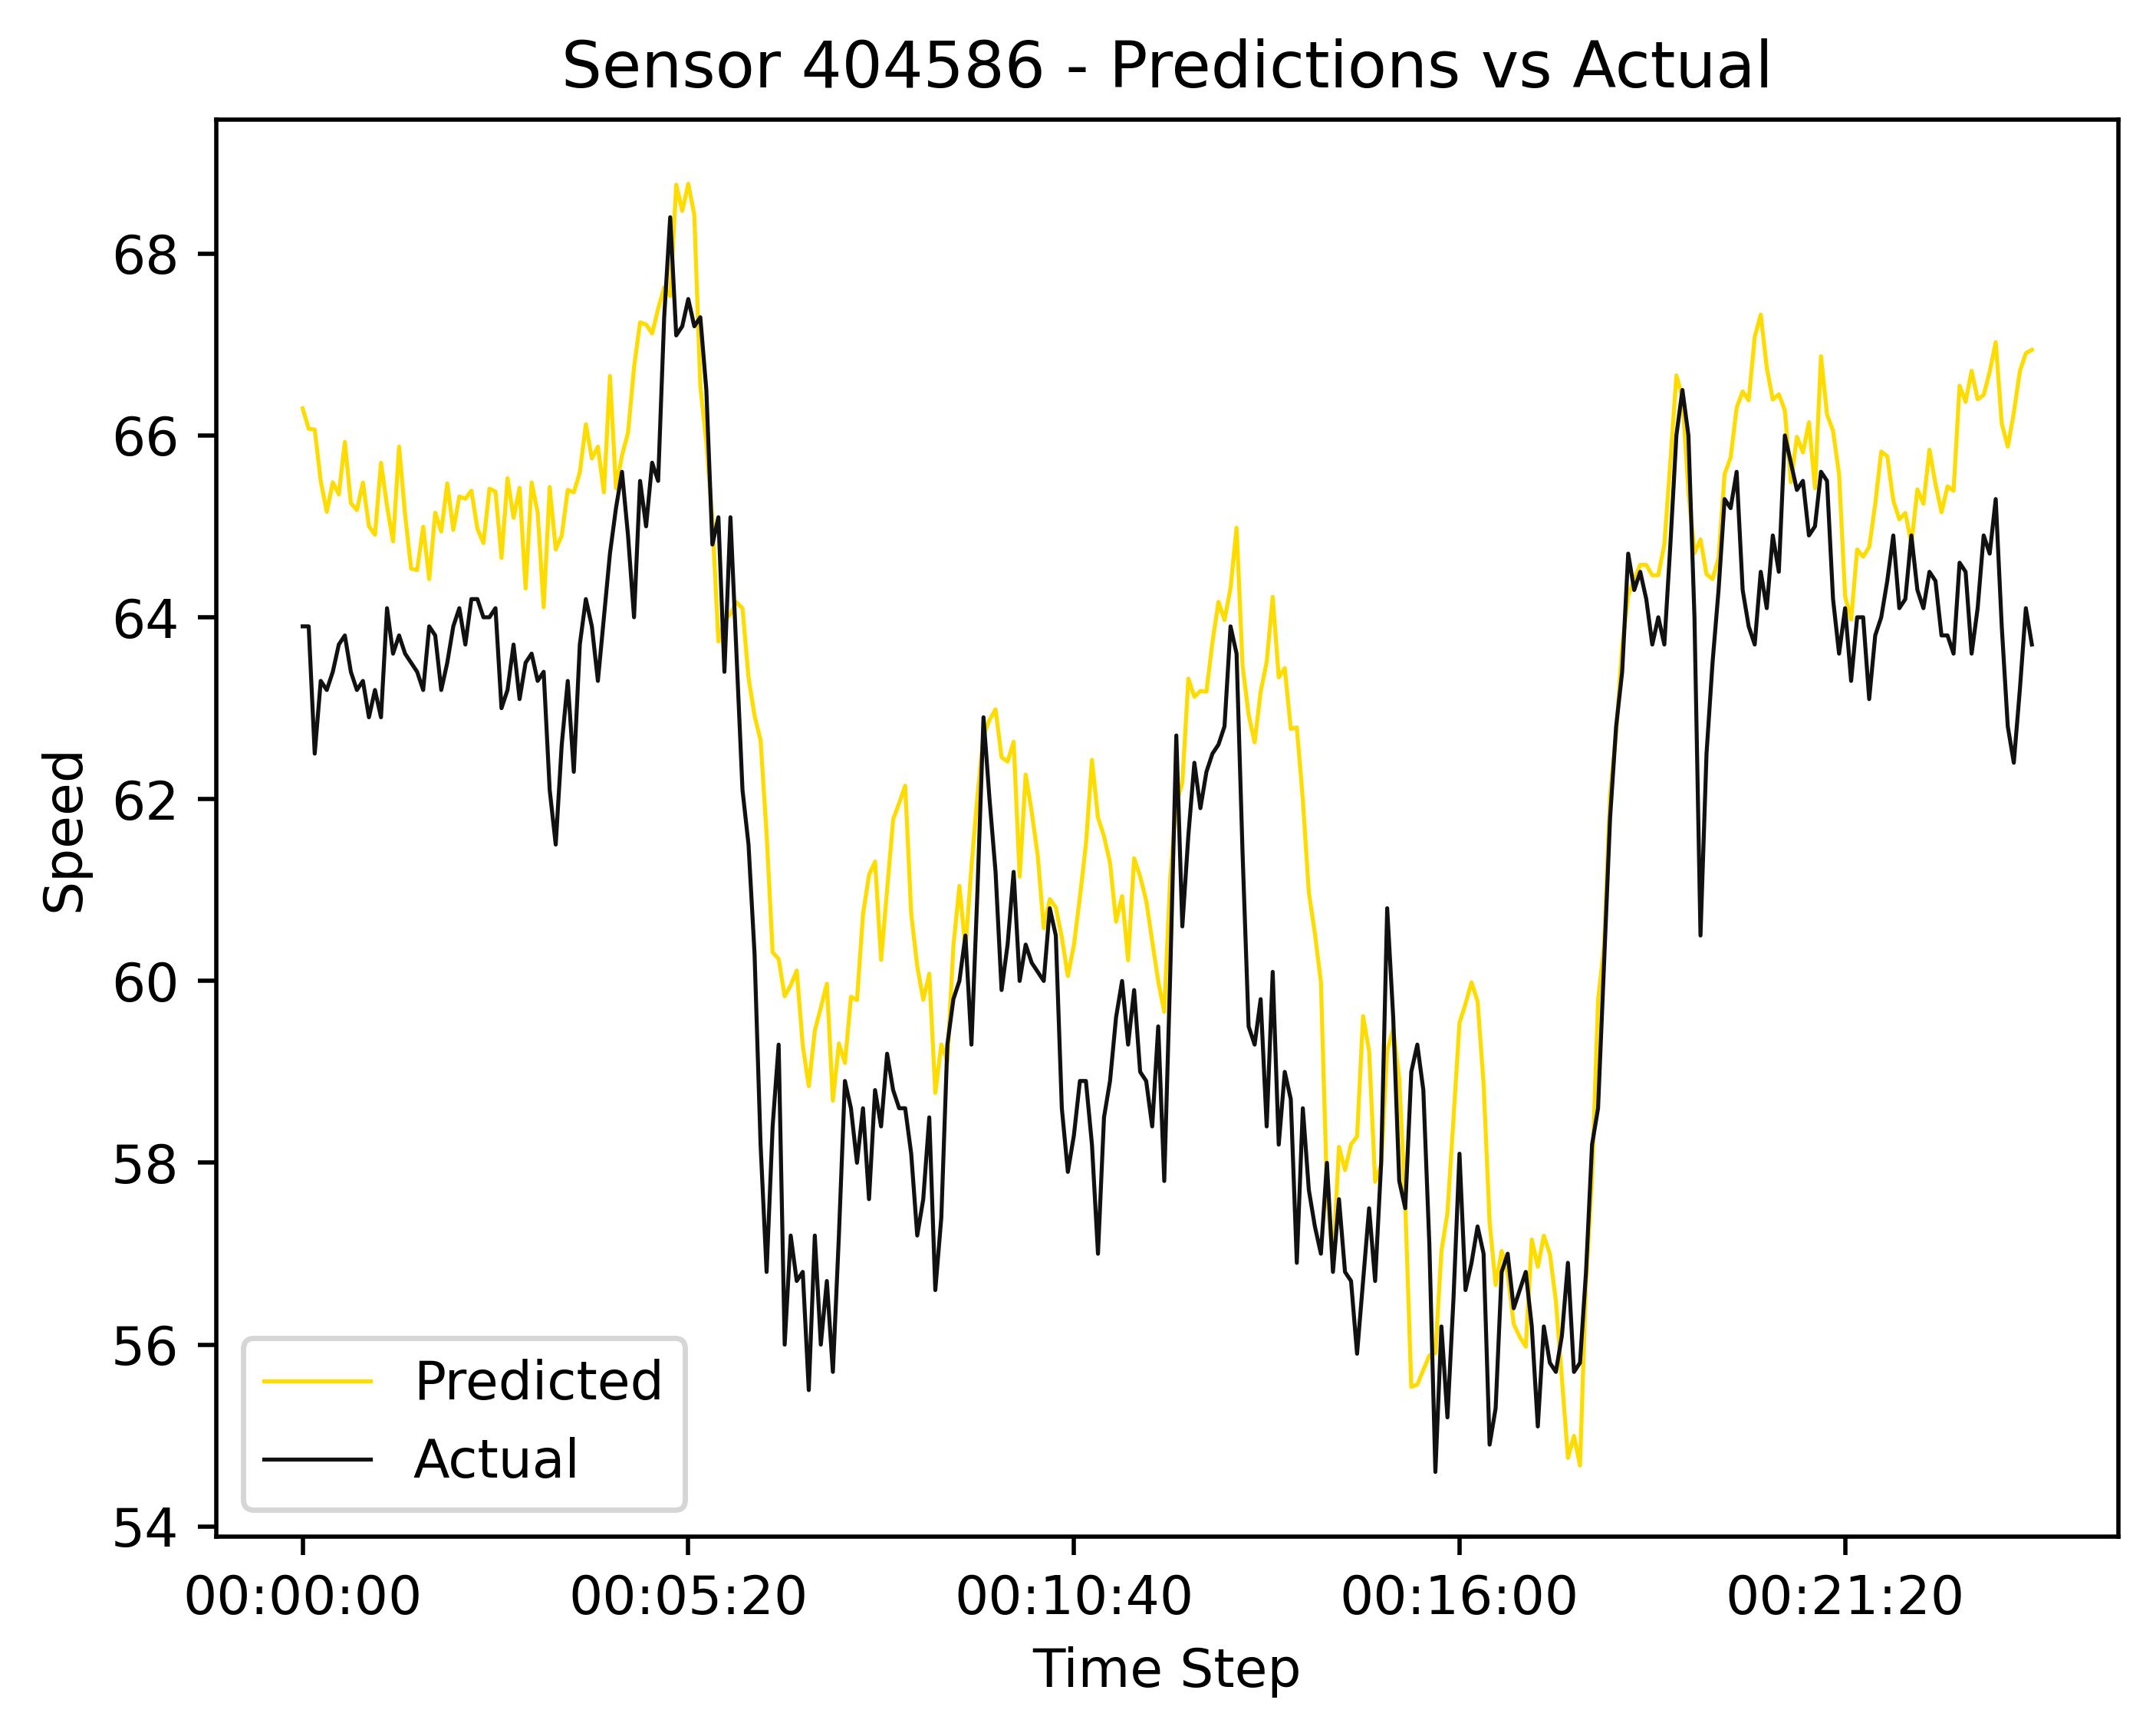 Sensor 404586 - Predictions vs Actual
68
66
64
62
60
58
56
54
Speed
Predicted
Actual
00:00:00 00:05:20 00:10:40 00:16:00 00:21:20
Time Step